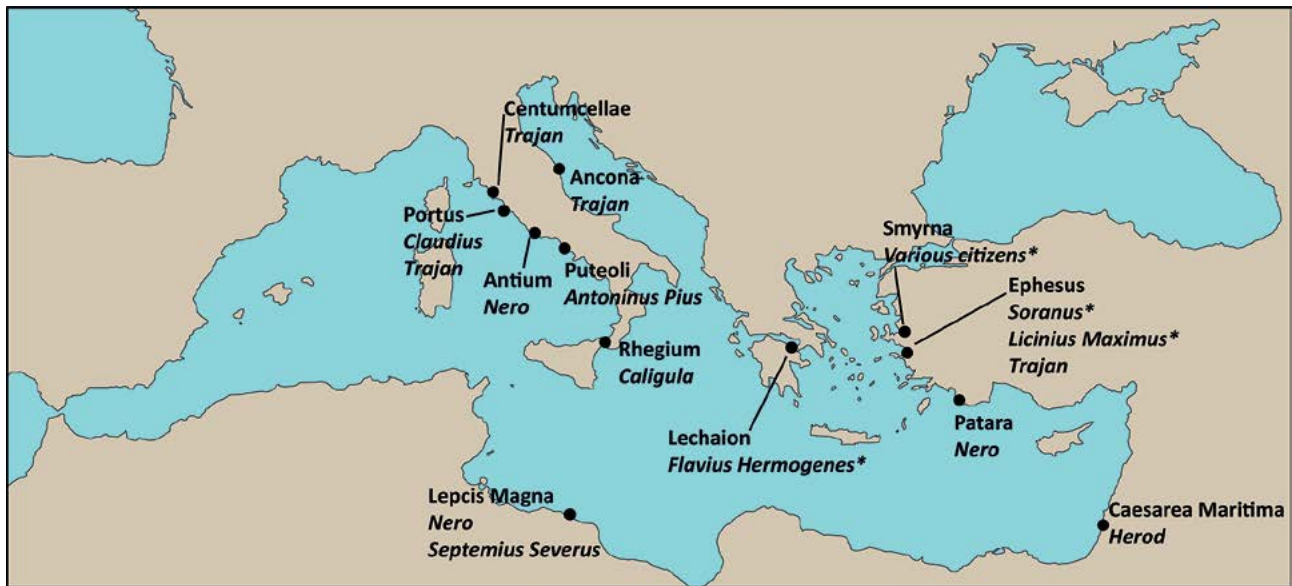 Centumcellae
Trajan
Ancona
Trajan
Portus
Claudius
Trajan
Antium
Nero
Puteoli
Antoninus Pius
Rhegium
Caligula
Smyrna
Various citizens*
Ephesus
Soranus*
Licinius Maximus*
Trajan
Lechaion
Flavius Hermogenes*
Patara
Nero
Lepcis Magna
Nero
Septemius Severus
Caesarea Maritima
Herod